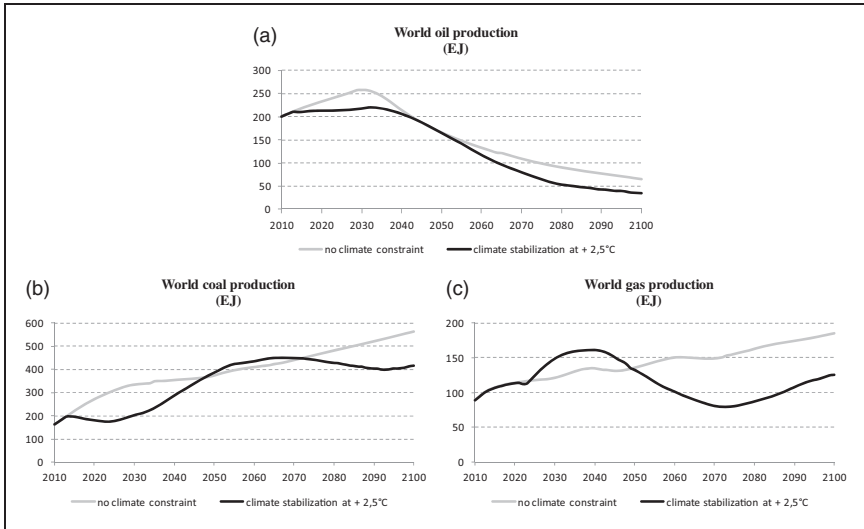 (a)
World oil production
(EJ)
300
250
200
150
100
50
0
2010 2020 2030 2040 2050 2060 2070 2080 2090 2100
no climate constraint climate stabilization at + 2,5°C
(b)
World coal production
(EJ)
600
500
400
300
200
100
0
2010 2020 2030 2040 2050 2060 2070 2080 2090 2100
no climate constraint climate stabilization at + 2,5°C
(c)
World gas production
(EJ)
200
150
100
50
0
2010 2020 2030 2040 2050 2060 2070 2080 2090 2100
no climate constraint climate stabilization at + 2,5°C